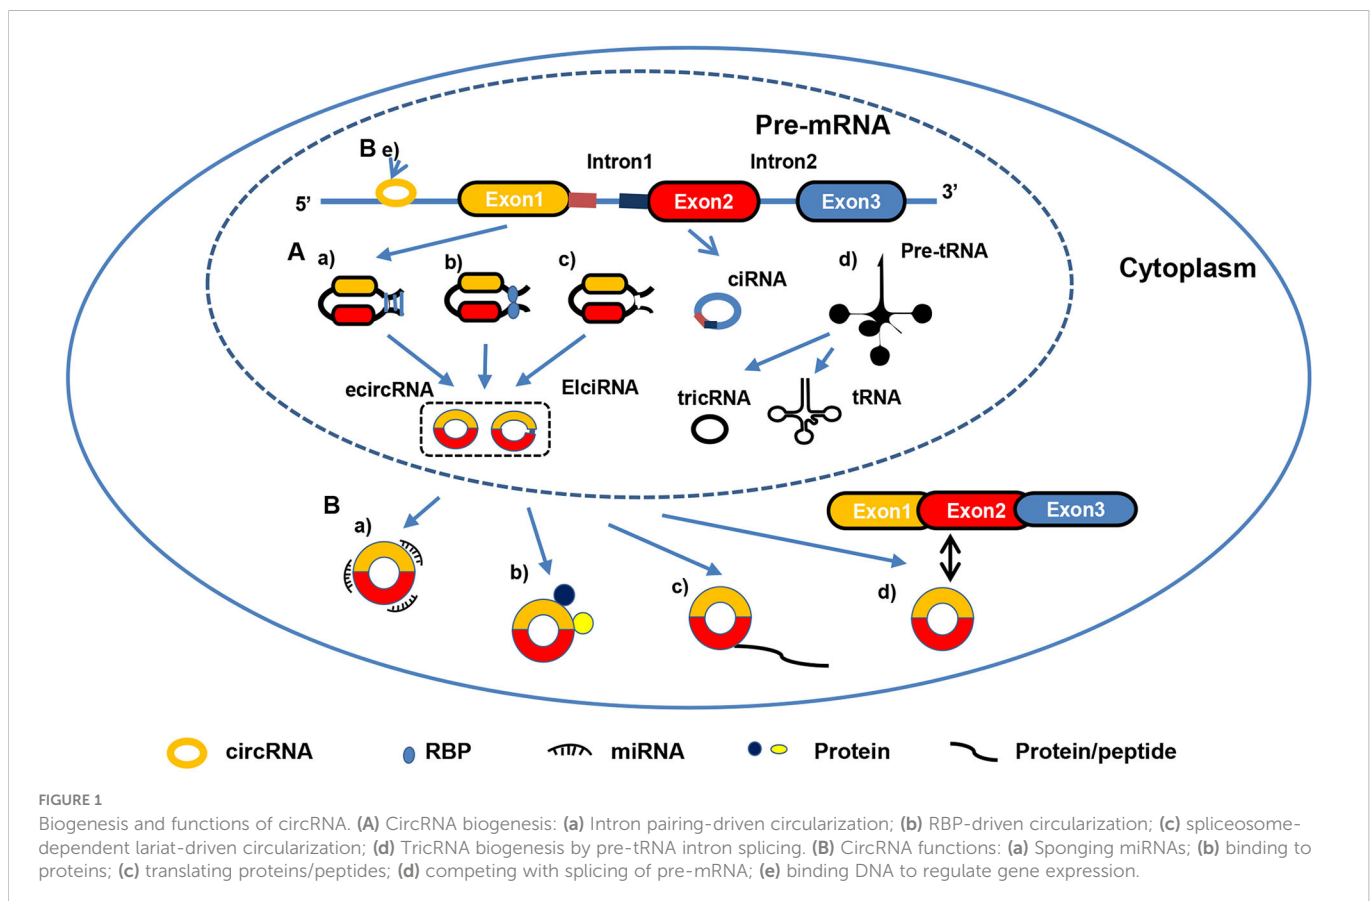 Pre-mRNA
B e)
Intron1
Intron2
5’
Exon1
Exon2
Exon3
3’
A
a)
b)
c)
ciRNA
d)
Pre-tRNA
Cytoplasm
ecircRNA
EIciRNA
tricRNA
tRNA
B
a)
b)
c)
d)
Exon1
Exon2
Exon3
circRNA
RBP
miRNA
Protein
Protein/peptide
FIGURE 1
Biogenesis and functions of circRNA. (A) CircRNA biogenesis: (a) Intron pairing-driven circularization; (b) RBP-driven circularization; (c) spliceosome-
dependent lariat-driven circularization; (d) TricRNA biogenesis by pre-tRNA intron splicing. (B) CircRNA functions: (a) Sponging miRNAs; (b) binding to
proteins; (c) translating proteins/peptides; (d) competing with splicing of pre-mRNA; (e) binding DNA to regulate gene expression.